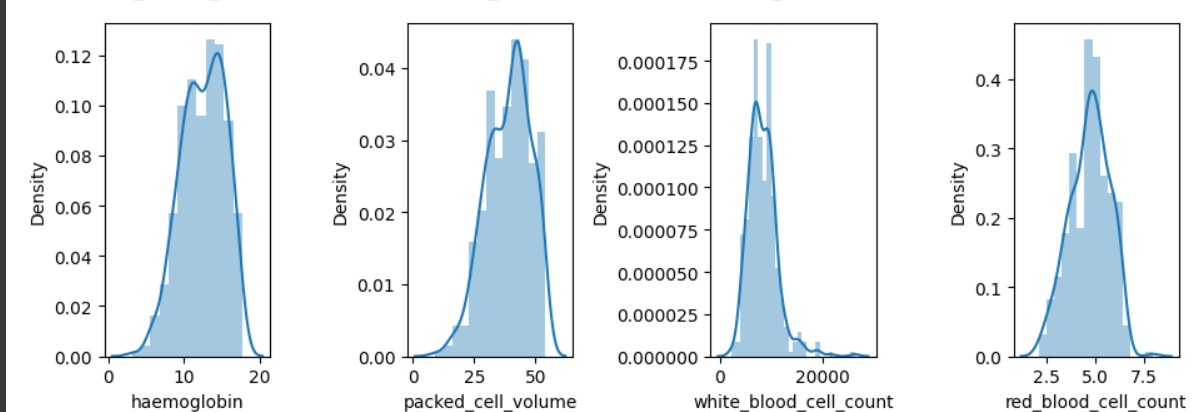 Density
0.12
0.10
0.08
0.06
0.04
0.02
0.00
0 10 20
haemoglobin
Density
0.04
0.03
0.02
0.01
0.00
0 25 50
packed_cell_volume
Density
0.000175
0.000150
0.000125
0.000100
0.000075
0.000050
0.000025
0.000000
0 20000
white_blood_cell_count
Density
0.4
0.3
0.2
0.1
0.0
2.5 5.0 7.5
red_blood_cell_count